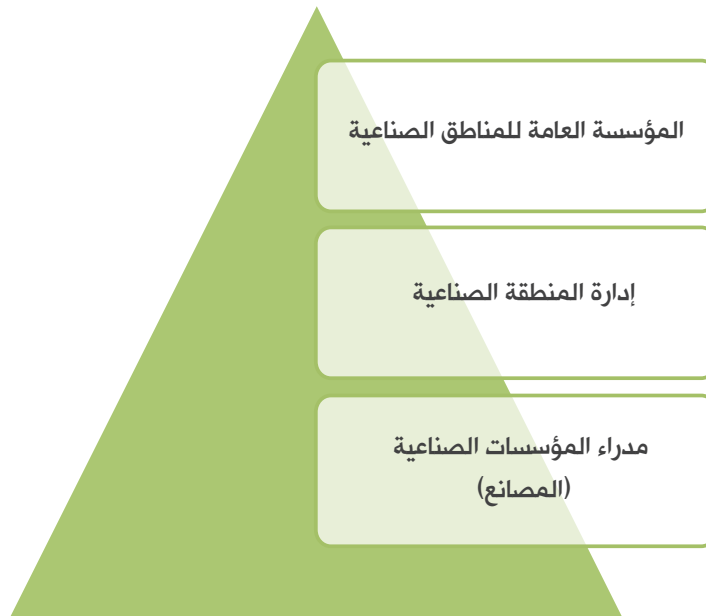 المؤسسة العامة للمناطق الصناعية
إدارة المنطقة الصناعية
مدراء المؤسسات الصناعية
(المصانع)